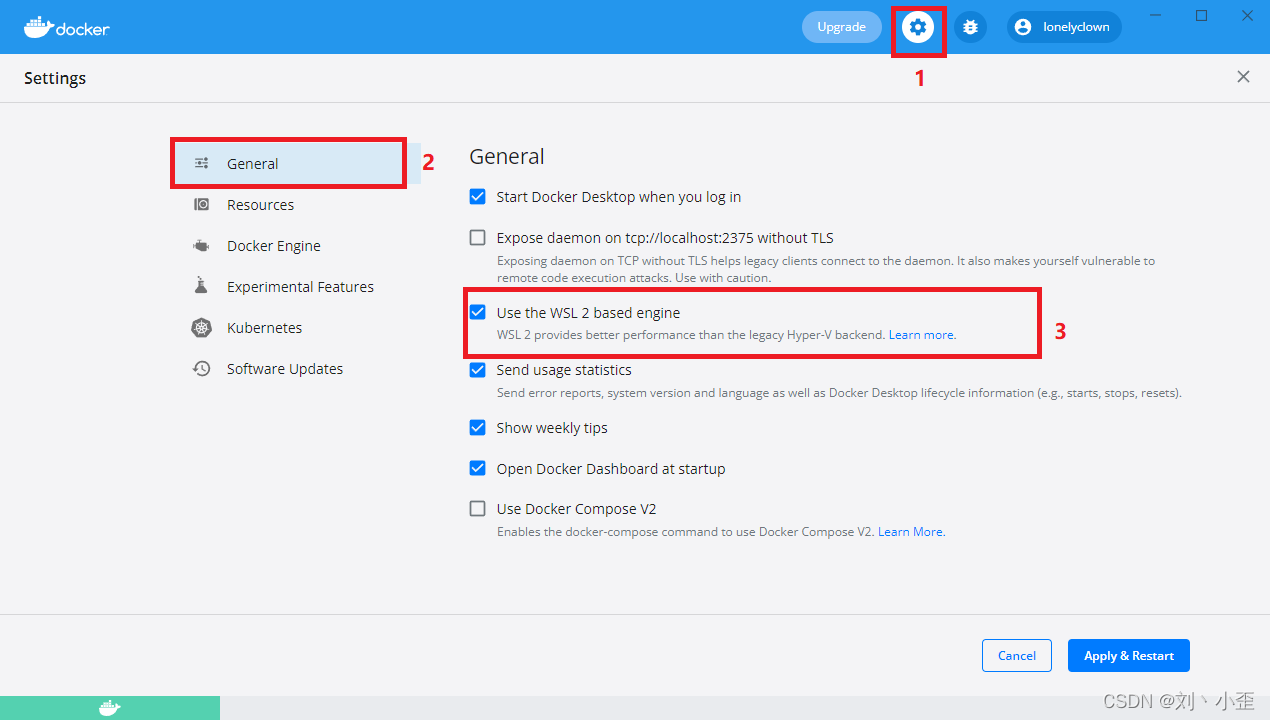 docker
Upgrade
lonelyclown
1
Settings
General
2
Resources
Docker Engine
Experimental Features
Kubernetes
Software Updates
General
Start Docker Desktop when you log in
Expose daemon on tcp://localhost:2375 without TLS
Exposing daemon on TCP without TLS helps legacy clients connect to the daemon. It also makes yourself vulnerable to
remote code execution attacks. Use with caution.
Use the WSL 2 based engine
WSL 2 provides better performance than the legacy Hyper-V backend. Learn more.
3
Send usage statistics
Send error reports, system version and language as well as Docker Desktop lifecycle information (e.g., starts, stops, resets).
Show weekly tips
Open Docker Dashboard at startup
Use Docker Compose V2
Enables the docker-compose command to use Docker Compose V2. Learn More.
Cancel
Apply & Restart
CSDN @刘丶小歪